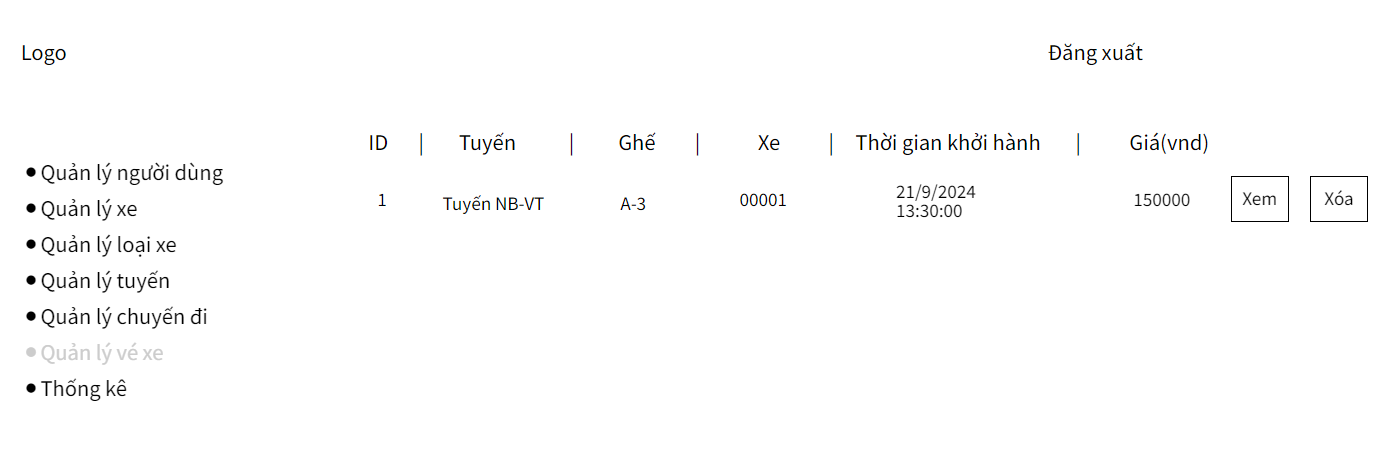 Logo
Đăng xuất
ID | Tuyến | Ghế | Xe | Thời gian khởi hành | Giá(vnd)
1 Tuyến NB-VT A-3 00001 21/9/2024 150000 Xem Xóa
13:30:00
Quản lý người dùng
Quản lý xe
Quản lý loại xe
Quản lý tuyến
Quản lý chuyến đi
Quản lý vé xe
Thống kê